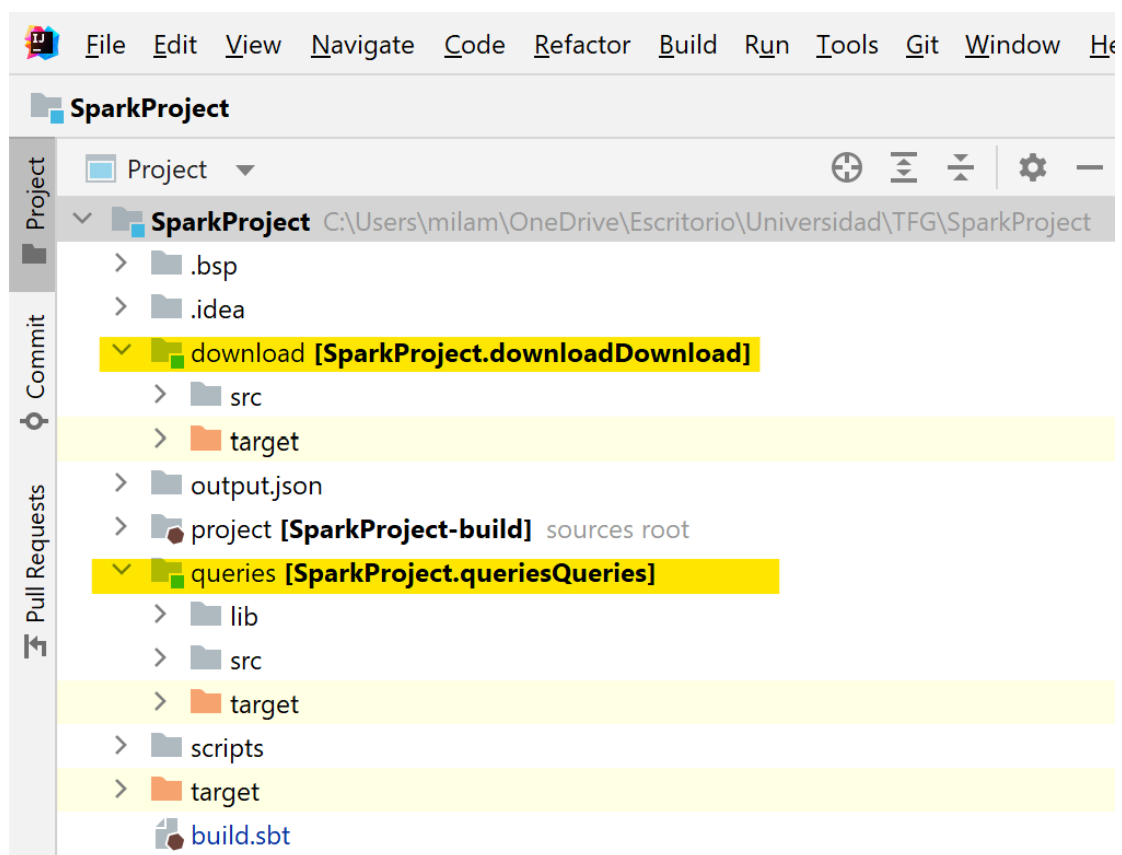 IJ
File Edit View Navigate Code Refactor Build Run Tools Git Window He
SparkProject
Project
Project
SparkProject C:\Users\milam\OneDrive\Escritorio\Universidad\TFG\SparkProject
.bsp
.idea
download [SparkProject.downloadDownload]
src
target
Commit
output.json
project [SparkProject-build] sources root
queries [SparkProject.queriesQueries]
lib
src
target
Pull Requests
scripts
target
build.sbt